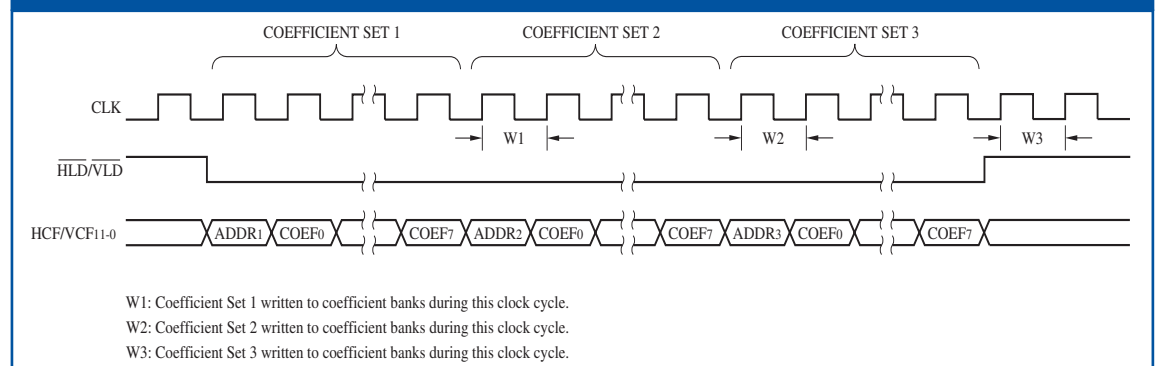 COEFFICIENT SET 1 COEFFICIENT SET 2 COEFFICIENT SET 3
CLK
W1 W2 W3
HLD/VLD
HCF/VCF11-0 ADDR1 COEF0 COEF7 ADDR2 COEF0 COEF7 ADDR3 COEF0 COEF7
W1: Coefficient Set 1 written to coefficient banks during this clock cycle.
W2: Coefficient Set 2 written to coefficient banks during this clock cycle.
W3: Coefficient Set 3 written to coefficient banks during this clock cycle.